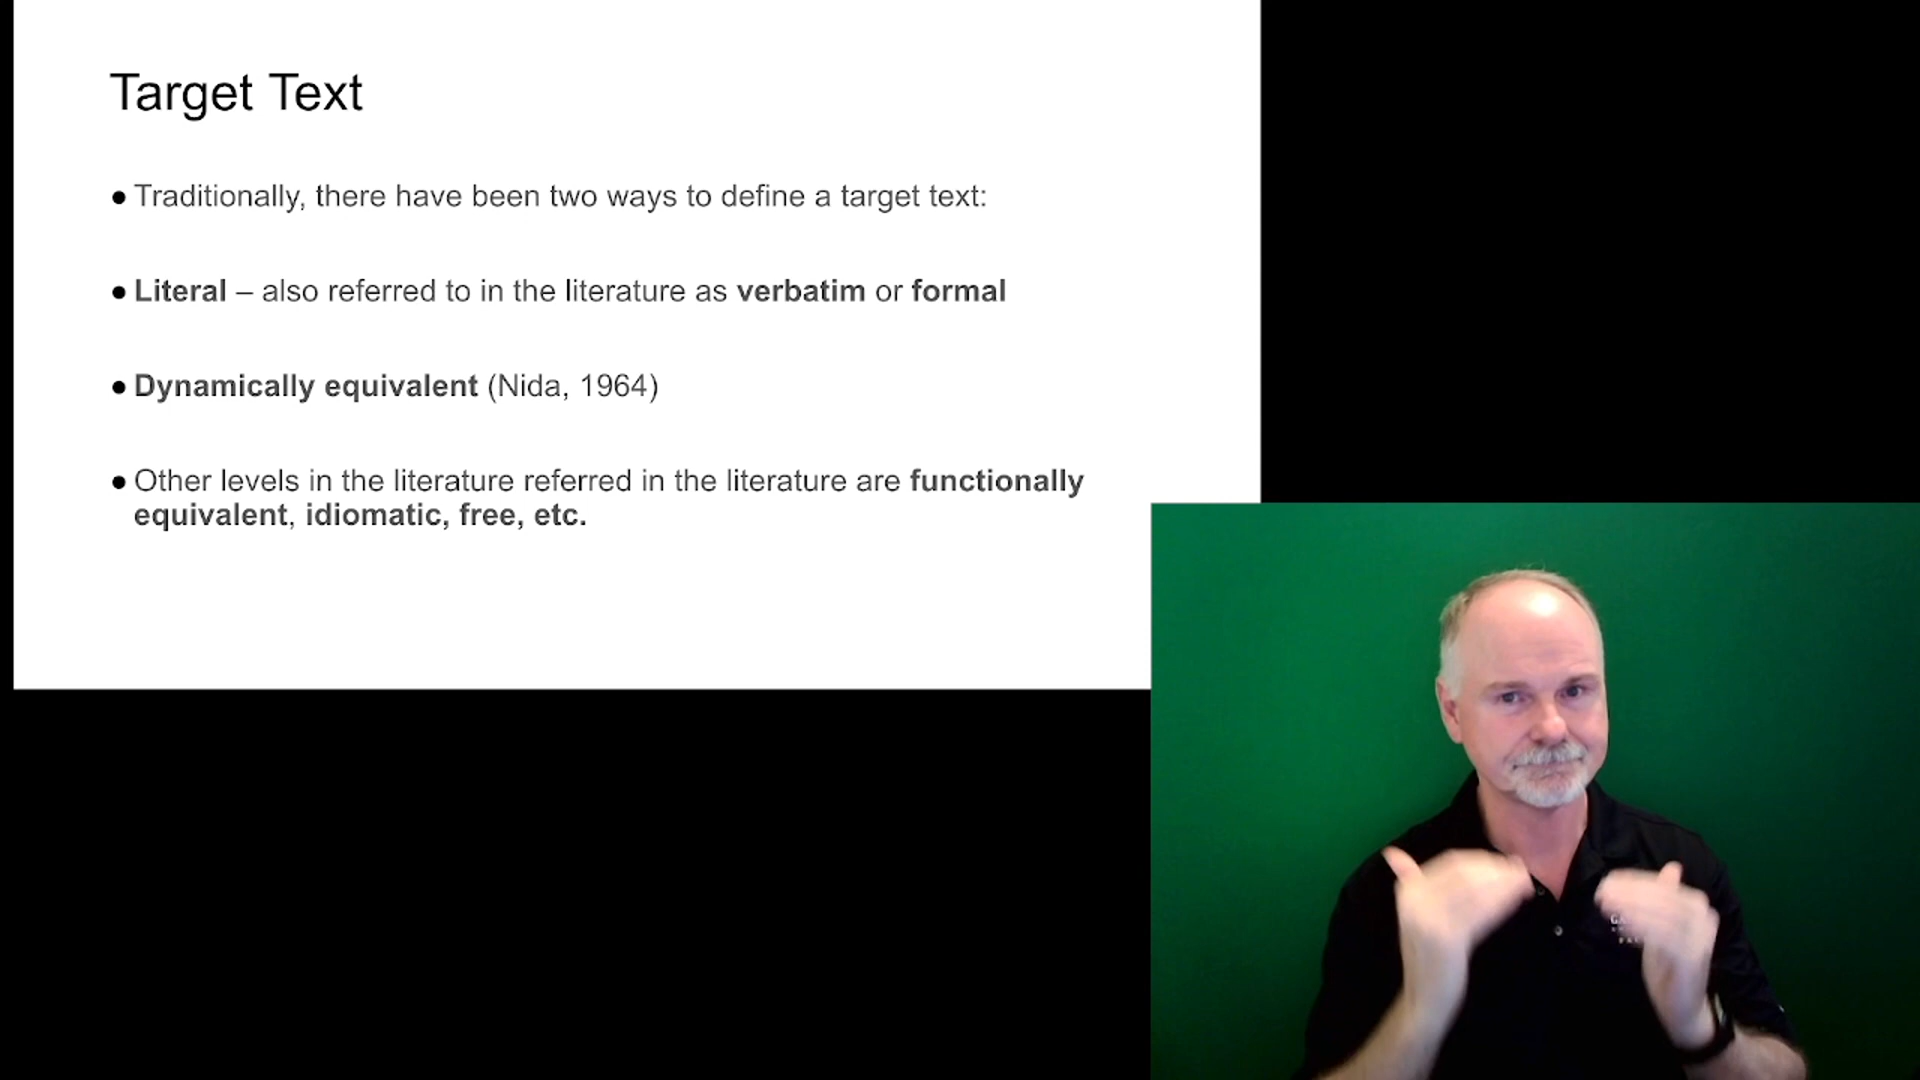 Target Text
● Traditionally, there have been two ways to define a target text:
● Literal – also referred to in the literature as verbatim or formal
● Dynamically equivalent (Nida, 1964)
● Other levels in the literature referred in the literature are functionally
equivalent, idiomatic, free, etc.